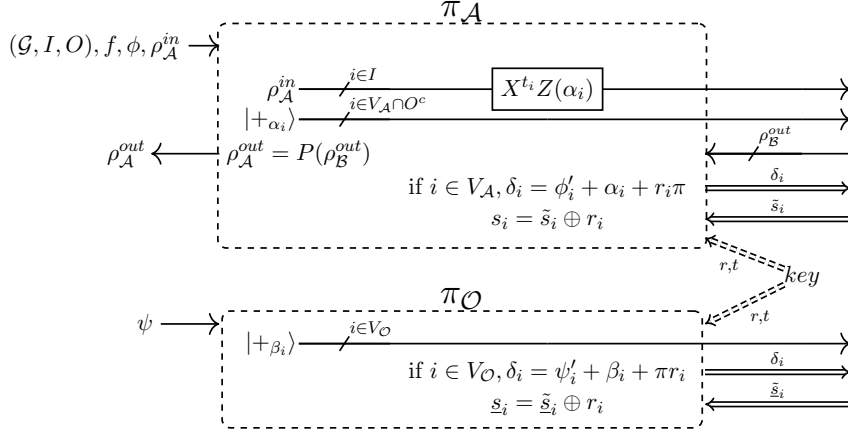 π_𝒜
(𝒢, I, O), f, ϕ, ρ_𝒜^{in}
ρ_𝒜^{in} i∈I X^{t_i} Z(α_i)
|+_{α_i}⟩ i∈V_𝒜∩O^c
ρ_𝒜^{out} ρ_𝒜^{out} = P(ρ_ℬ^{out}) ρ_ℬ^{out}
if i ∈ V_𝒜, δ_i = ϕ′_i + α_i + r_iπ δ_i
s_i = s̃_i ⊕ r_i s̃_i
r,t key
π_𝒪
ψ r,t
|+_{β_i}⟩ i∈V_𝒪
if i ∈ V_𝒪, δ_i = ψ′_i + β_i + πr_i δ_i
s̲_i = s̲̃_i ⊕ r_i s̲̃_i